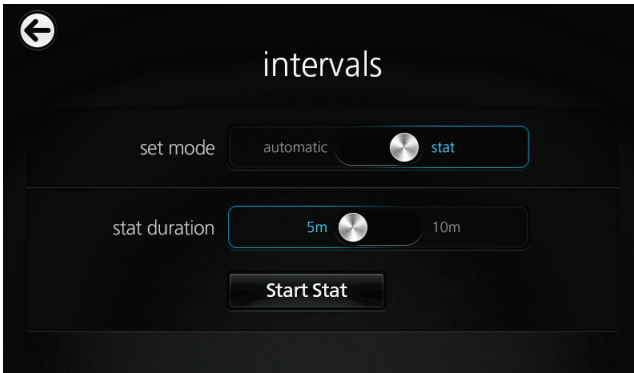 intervals
set mode automatic stat
stat duration 5m 10m
Start Stat